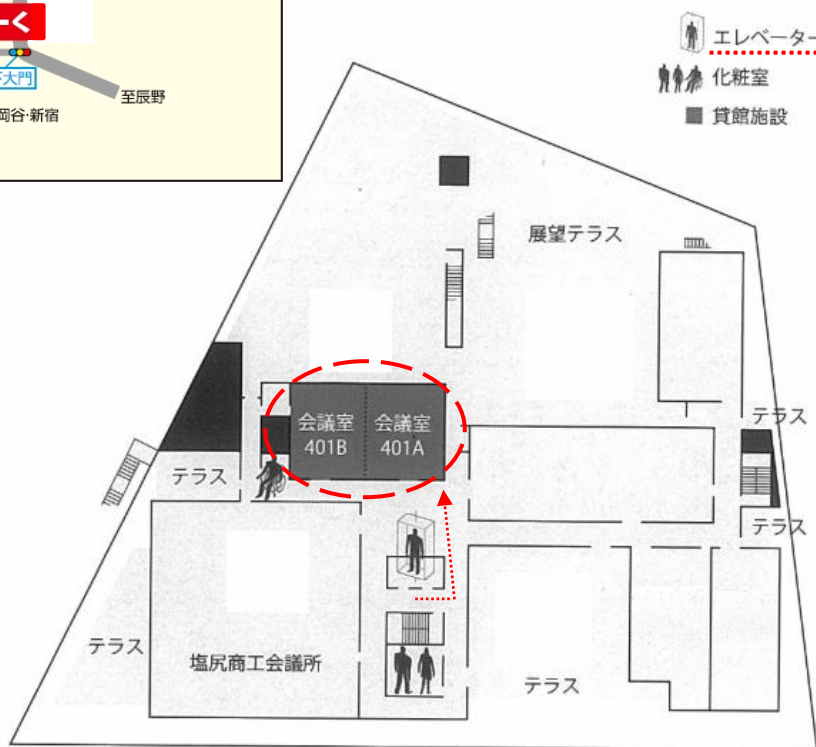 ーく
大門
至辰野
岡谷・新宿
エレベーター
化粧室
貸館施設
展望テラス
会議室
401B
会議室
401A
テラス
テラス
テラス
テラス
塩尻商工会議所
テラス